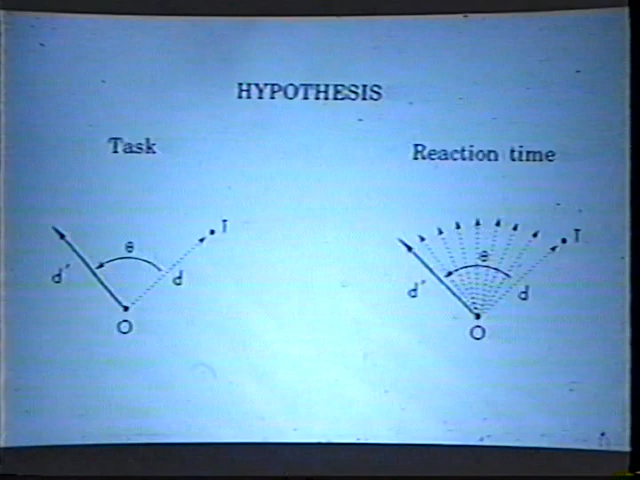 HYPOTHESIS
Task
Reaction time
d' θ d T
O
d' θ d T
O